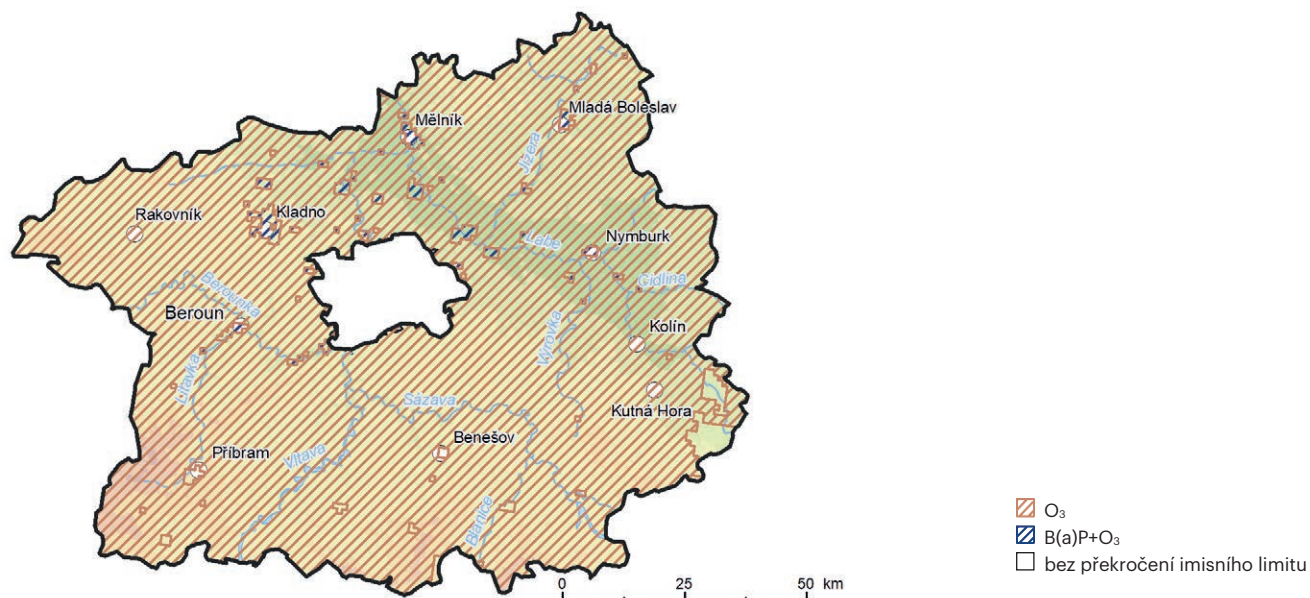 Mělník
Mladá Boleslav
Jizera
Rakovník
Kladno
Labe
Nymburk
Cidlina
Berounka
Beroun
Výrovka
Kolín
Litavka
Sázava
Kutná Hora
Příbram
Vltava
Benešov
Blanice
0 25 50 km
O₃
B(a)P+O₃
bez překročení imisního limitu